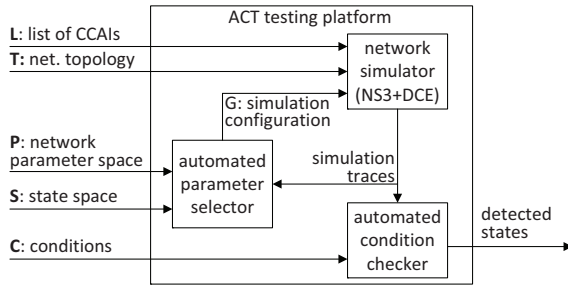 ACT testing platform
L: list of CCAIs
T: net. topology
network
simulator
(NS3+DCE)
G: simulation
configuration
P: network
parameter space
automated
parameter
selector
simulation
traces
S: state space
C: conditions
automated
condition
checker
detected
states